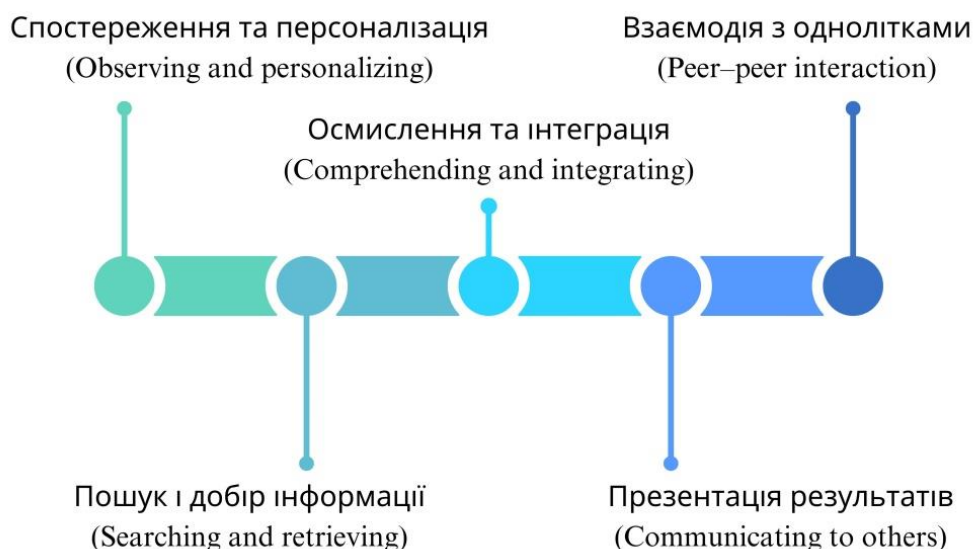 Спостереження та персоналізація
(Observing and personalizing)
Взаємодія з однолітками
(Peer–peer interaction)
Осмислення та інтеграція
(Comprehending and integrating)
Пошук і добір інформації
(Searching and retrieving)
Презентація результатів
(Communicating to others)